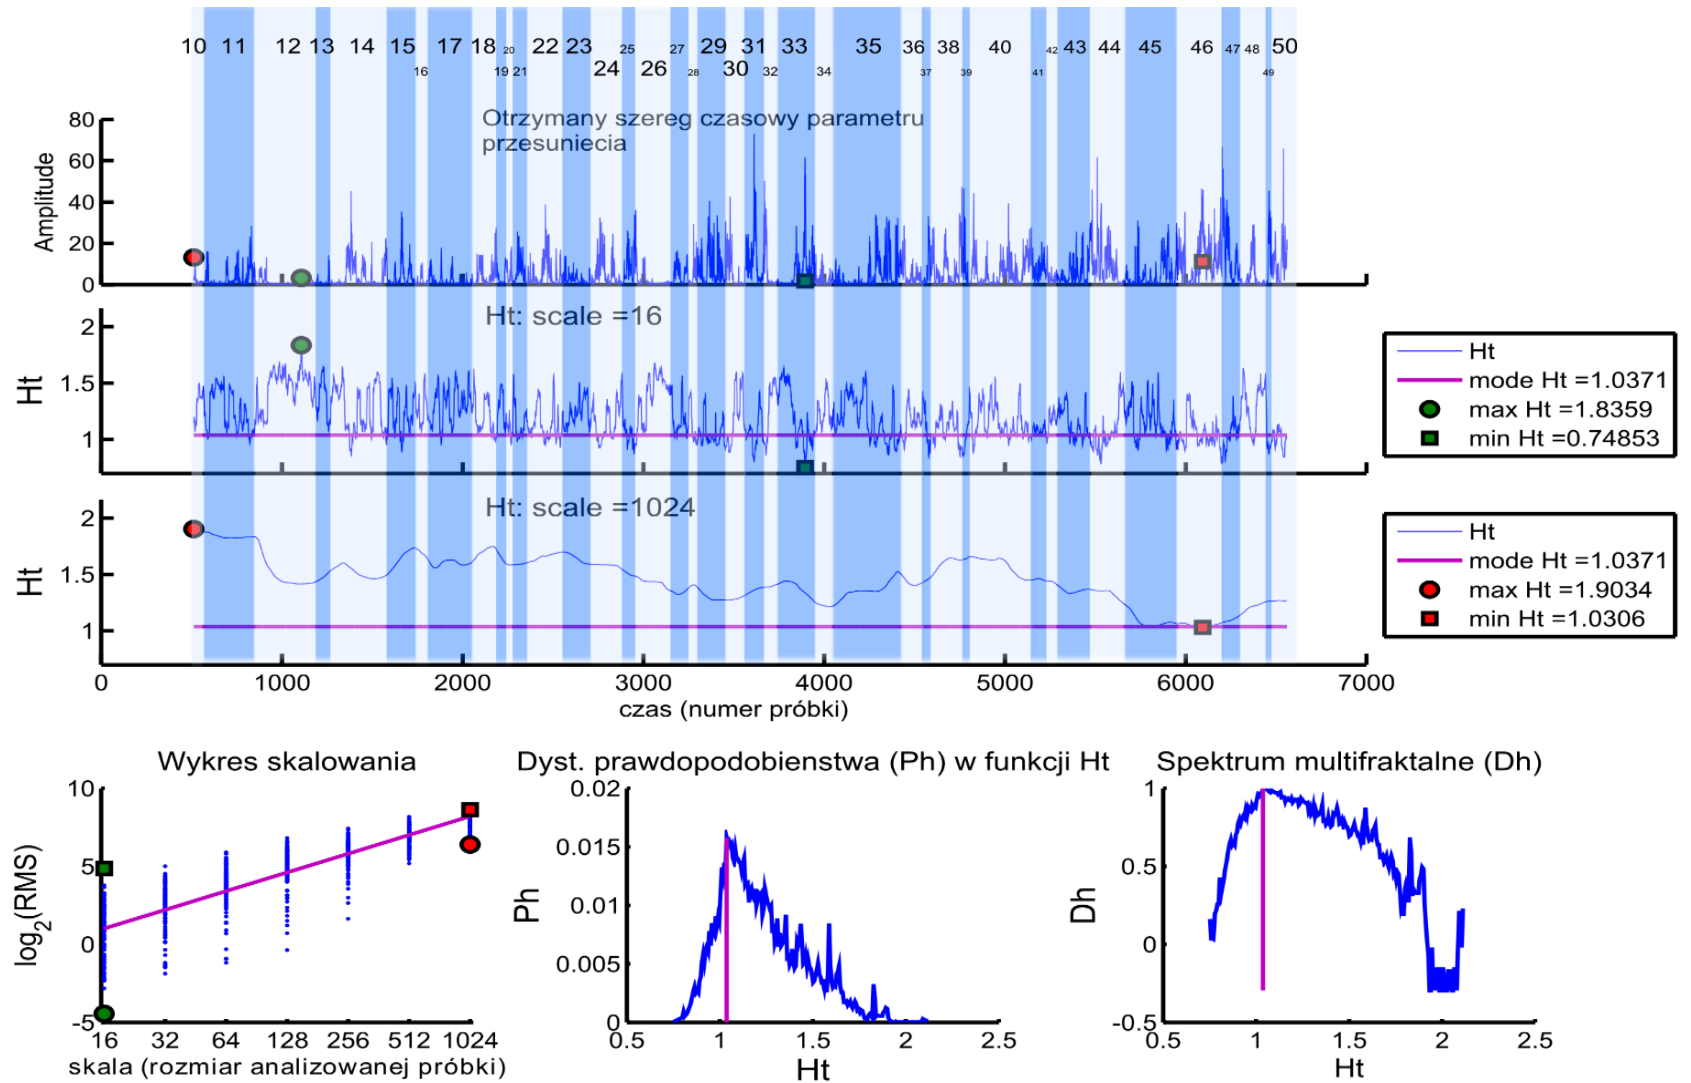 10 11 12 13 14 15 17 18 20 22 23 25 27 29 31 33 35 36 38 40 42 43 44 45 46 47 48 50
16 19 21 24 26 28 30 32 34 37 39 41 49
Otrzymany szereg czasowy parametru
przesuniecia
Amplitude
80
60
40
20
0
Ht: scale =16
Ht
2
1.5
1
Ht
mode Ht =1.0371
max Ht =1.8359
min Ht =0.74853
Ht: scale =1024
Ht
2
1.5
1
Ht
mode Ht =1.0371
max Ht =1.9034
min Ht =1.0306
0 1000 2000 3000 4000 5000 6000 7000
czas (numer próbki)
Wykres skalowania
log2(RMS)
10
5
0
-5
16 32 64 128 256 512 1024
skala (rozmiar analizowanej próbki)
Dyst. prawdopodobienstwa (Ph) w funkcji Ht
Ph
0.02
0.015
0.01
0.005
0
0.5 1 1.5 2 2.5
Ht
Spektrum multifraktalne (Dh)
Dh
1
0.5
0
-0.5
0.5 1 1.5 2 2.5
Ht